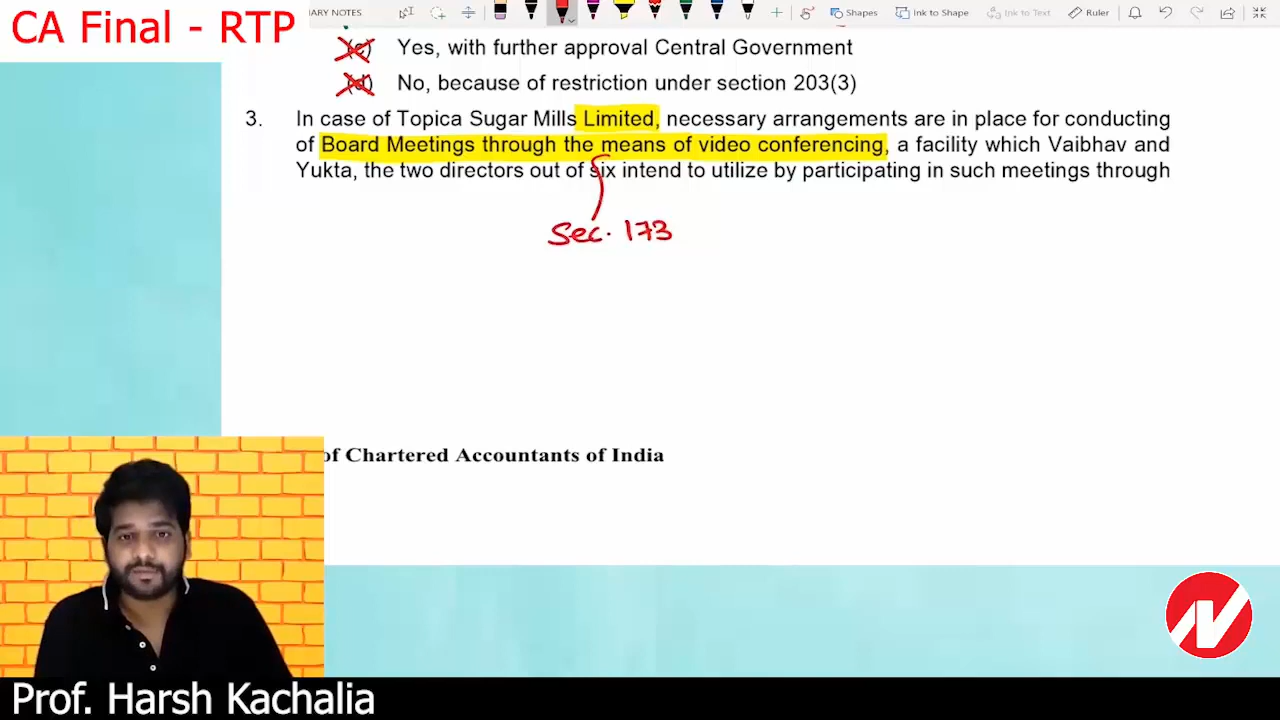 CA Final - RTP
IARY NOTES
Shapes
Ink to Shape
Ink to Text
Ruler
(c) Yes, with further approval Central Government
(d) No, because of restriction under section 203(3)
3. In case of Topica Sugar Mills Limited, necessary arrangements are in place for conducting
of Board Meetings through the means of video conferencing, a facility which Vaibhav and
Yukta, the two directors out of six intend to utilize by participating in such meetings through
Sec. 173
of Chartered Accountants of India
Prof. Harsh Kachalia